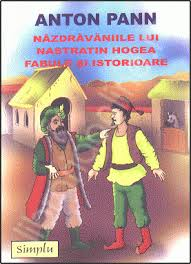 ANTON PANN
NĂZDRĂVĂNIILE LUI
NASTRATIN HOGEA
FABULE ȘI ISTORIOARE
Simplu